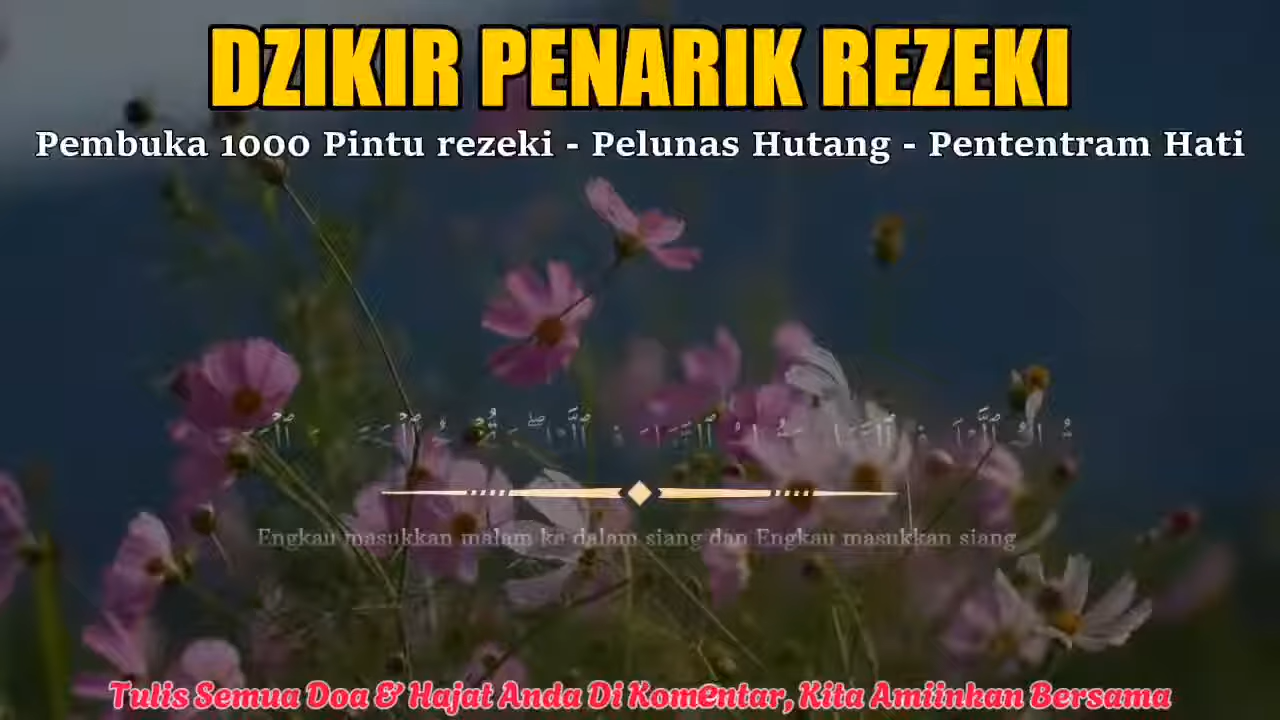 DZIKIR PENARIK REZEKI
Pembuka 1000 Pintu rezeki - Pelunas Hutang - Pententram Hati
Engkau masukkan malam ke dalam siang dan Engkau masukkan siang
Tulis Semua Doa & Hajat Anda Di Komentar, Kita Amiinkan Bersama